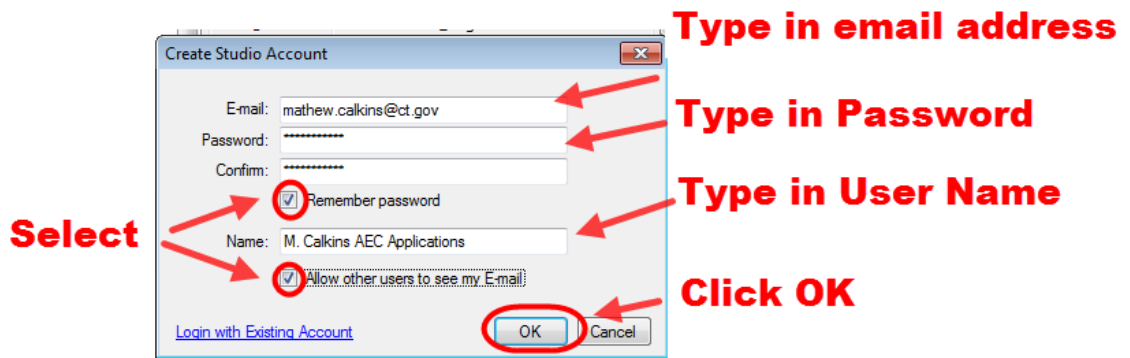 Type in email address
Create Studio Account
E-mail: mathew.calkins@ct.gov
Type in Password
Password: ***********
Confirm: ***********
Remember password
Type in User Name
Select
Name: M. Calkins AEC Applications
Allow other users to see my E-mail
Click OK
Login with Existing Account OK Cancel